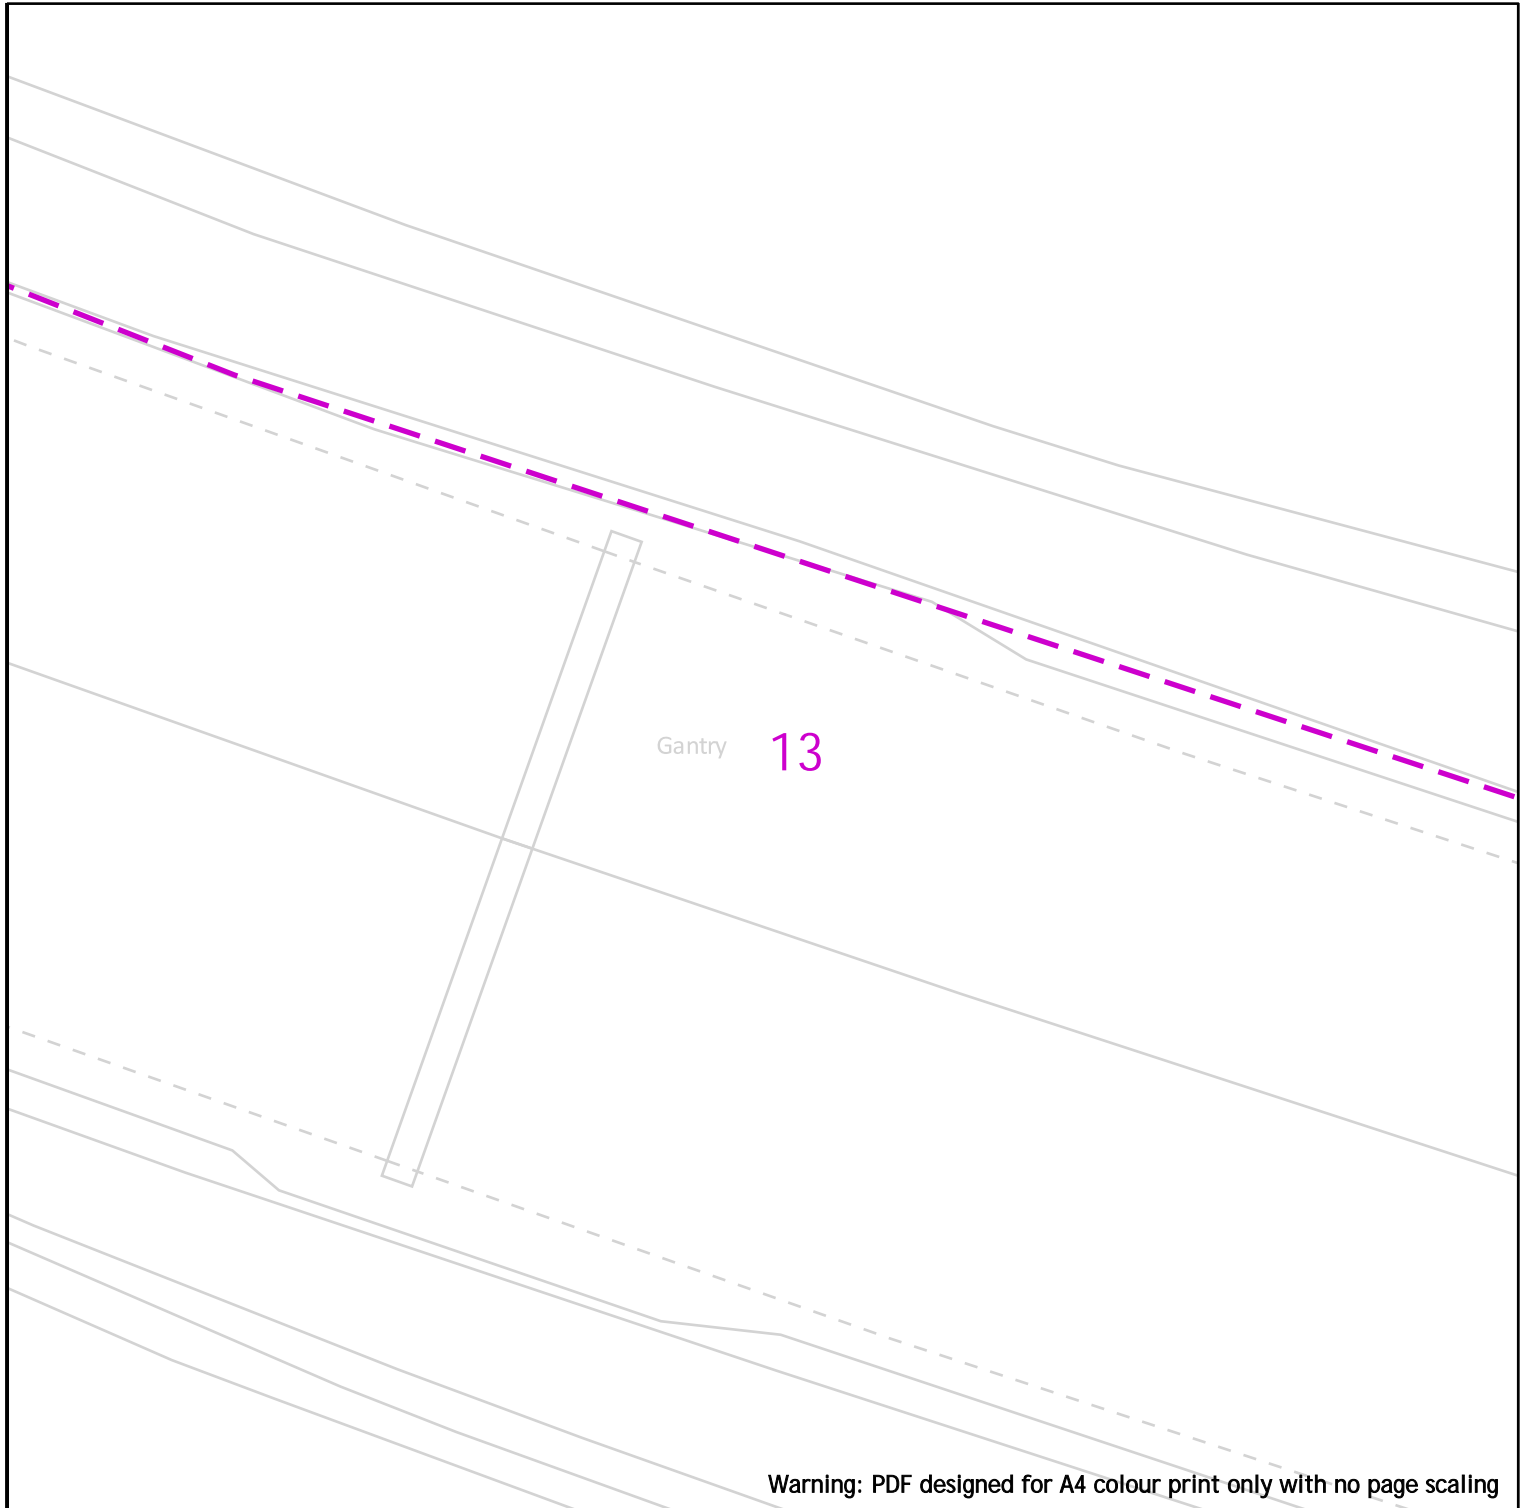 Gantry 13
Warning: PDF designed for A4 colour print only with no page scaling